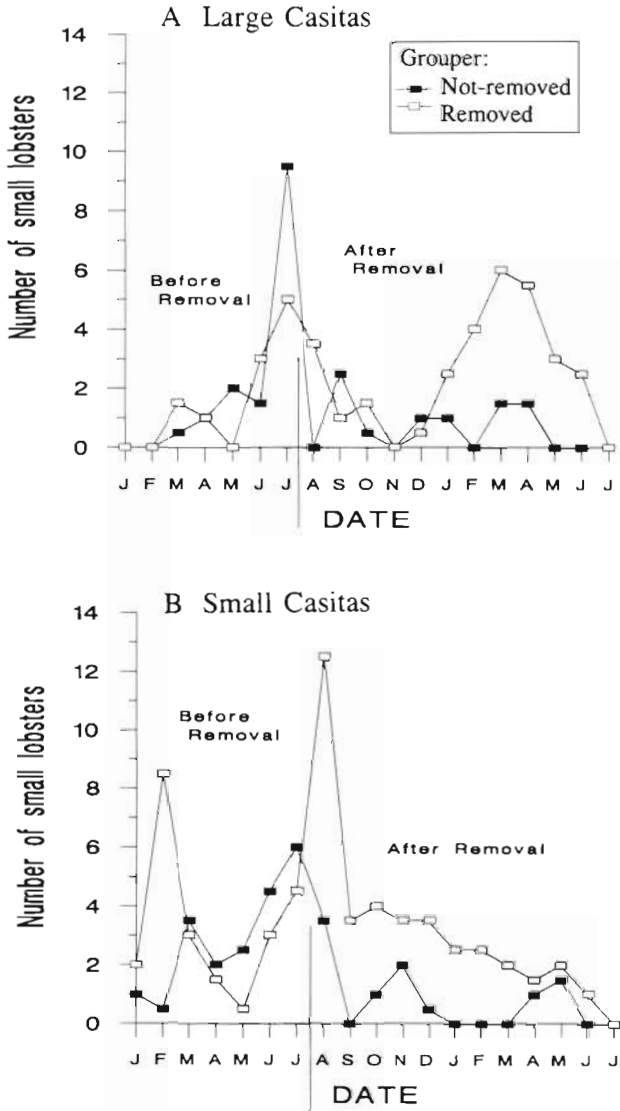 A Large Casitas
14
12
10
8
6
4
2
0
Number of small lobsters
Grouper:
Not-removed
Removed
Before
Removal
After
Removal
J F M A M J J A S O N D J F M A M J J
DATE
B Small Casitas
14
12
10
8
6
4
2
0
Number of small lobsters
Before
Removal
After Removal
J F M A M J J A S O N D J F M A M J J
DATE